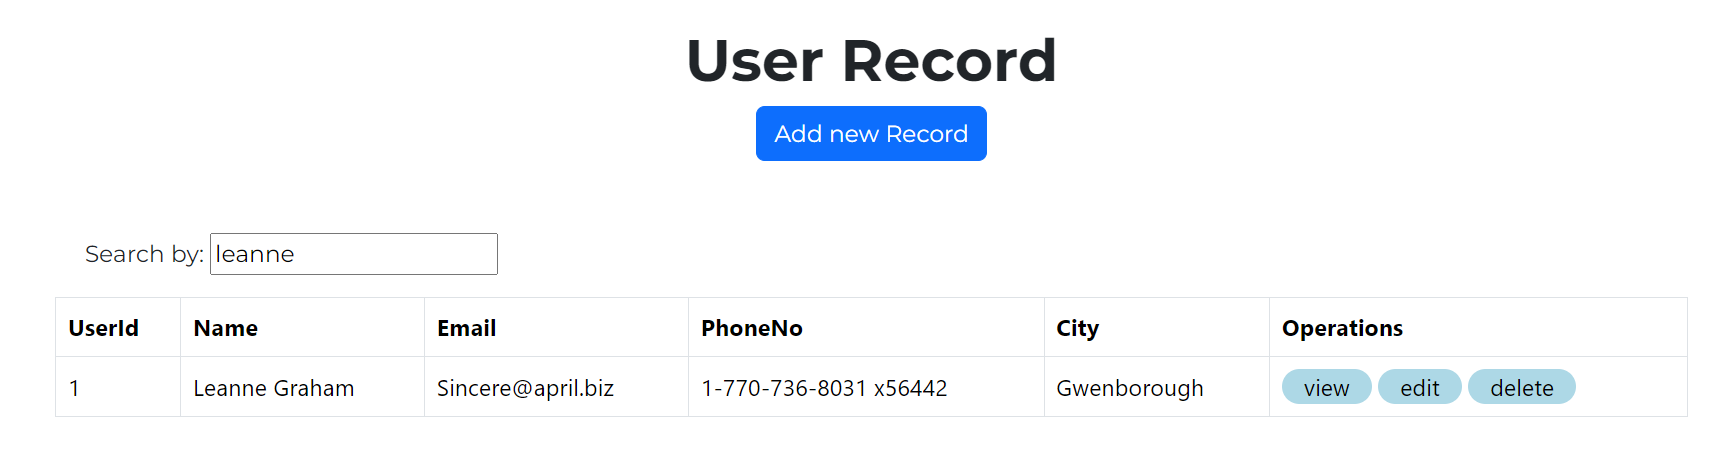 User Record
Add new Record
Search by: leanne
UserId Name Email PhoneNo City Operations
1 Leanne Graham Sincere@april.biz 1-770-736-8031 x56442 Gwenborough view edit delete